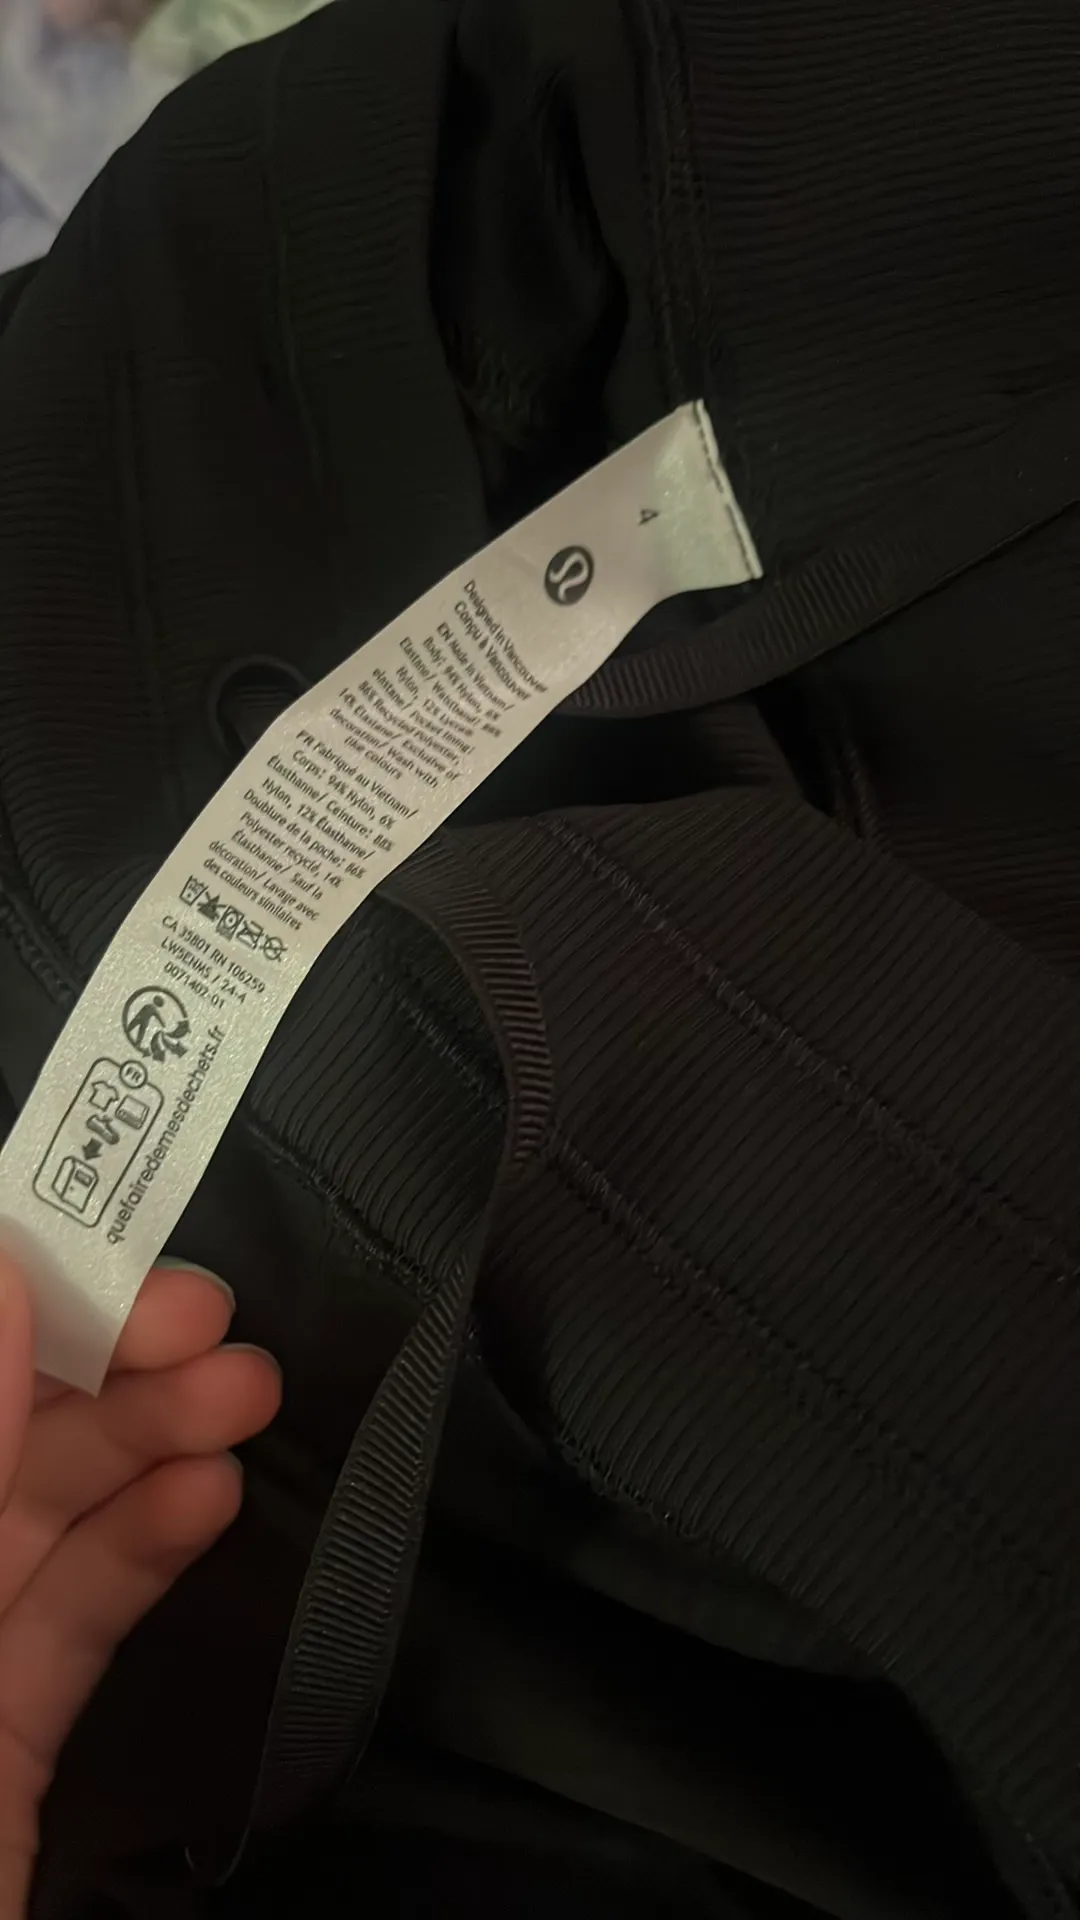 4
Designed in Vancouver
Conçu à Vancouver
EN Made in Vietnam/
Body: 94% Nylon, 6%
Elastane/ Waistband: 88%
Nylon, 12% Lycra®
elastane/ Pocket lining:
86% Recycled polyester,
14% Elastane/ Exclusive of
decoration/ Wash with
like colours
FR Fabriqué au Vietnam/
Corps: 94% Nylon, 6%
Élasthanne/ Ceinture: 88%
Nylon, 12% Élasthanne/
Doublure de la poche: 86%
Polyester recyclé, 14%
Élasthanne/ Sauf la
décoration/ Lavage avec
des couleurs similaires
CA 35801 RN 106259
LW5ENMS / 24-4
0071402-01
FR
quefairedemesdechets.fr